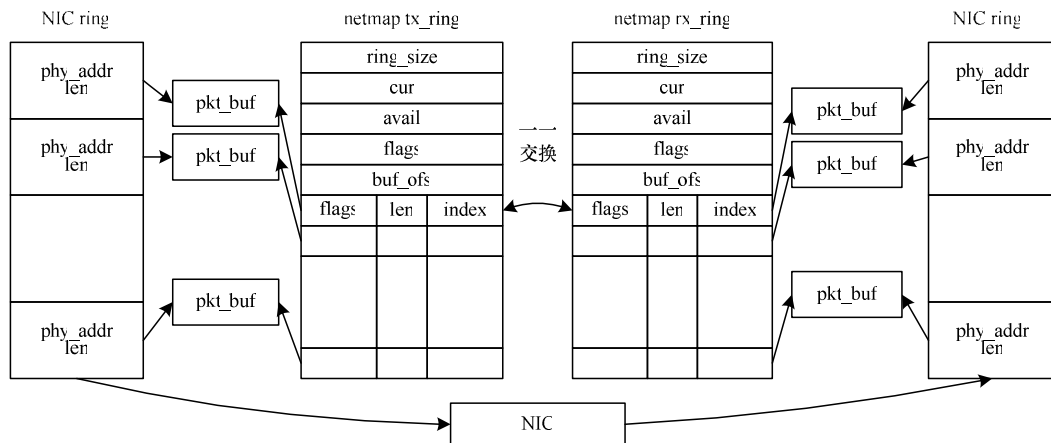 NIC ring
netmap tx_ring
netmap rx_ring
NIC ring
phy_addr
len
phy_addr
len
phy_addr
len
pkt_buf
pkt_buf
pkt_buf
ring_size
cur
avail
flags
buf_ofs
flags len index
一一
交换
ring_size
cur
avail
flags
buf_ofs
flags len index
pkt_buf
pkt_buf
pkt_buf
phy_addr
len
phy_addr
len
phy_addr
len
NIC